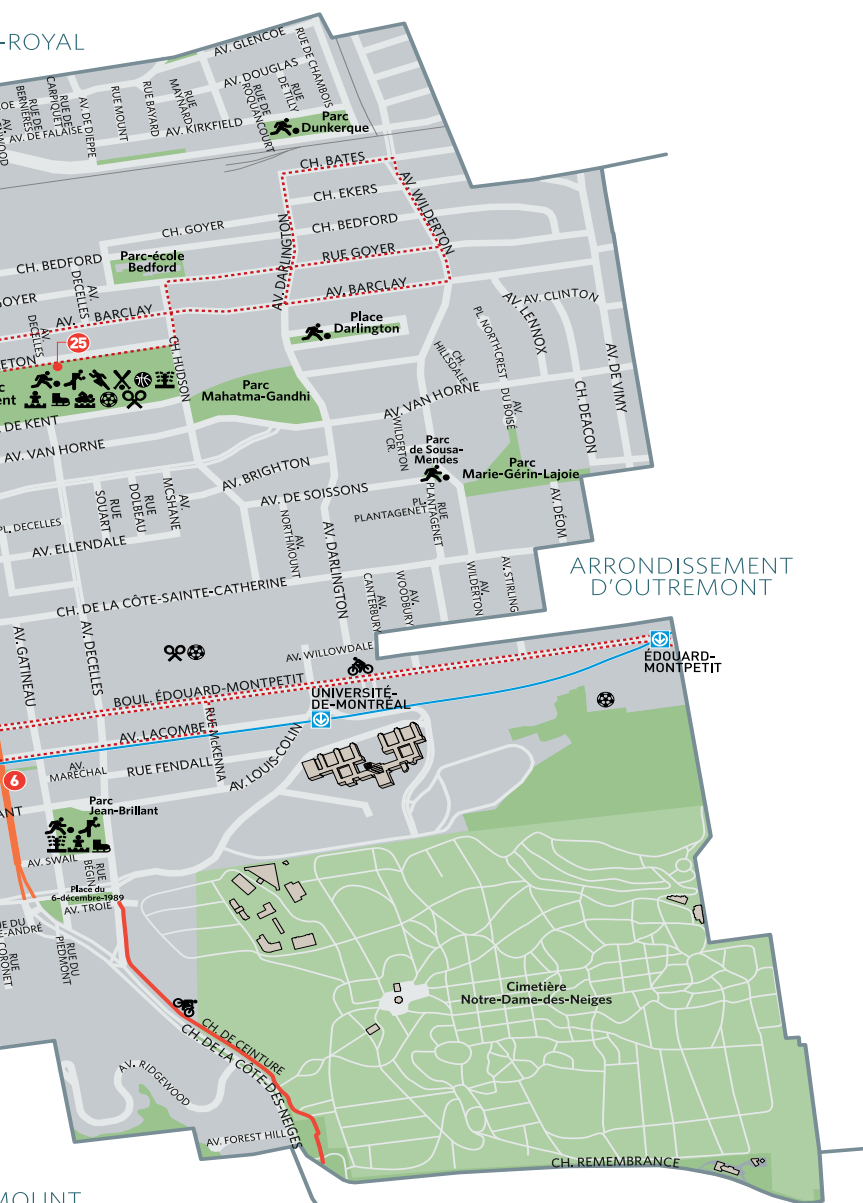 -ROYAL
AV. GLENCOE
RUE DE CHAMBOIS
AV. DOUGLAS
RUE DE TILLY
RUE DE ROQUANCOURT
RUE MAYNARD
RUE BAYARD
RUE MOUNT
AV. DE DIEPPE
RUE DE CARPIQUET
RUE DE BERNIÈRES
AV. KIRKFIELD
AV. DE FALAISE
Parc
Dunkerque
CH. BATES
CH. EKERS
AV. WILDERTON
CH. GOYER
CH. BEDFORD
RUE GOYER
AV. DARLINGTON
CH. BEDFORD
Parc-école
Bedford
AV. DECELLES
GOYER
AV. BARCLAY
AV. BARCLAY
AV. DECELLES
25
CH. HUDSON
Place
Darlington
AV. CLINTON
AV. LENNOX
PL. NORTHCREST
CH. HILLSDALE
AV. DE VIMY
CH. DEACON
AV. DU BOISÉ
Parc
Mahatma-Gandhi
AV. VAN HORNE
DE KENT
AV. VAN HORNE
WILDERTON CR.
Parc
de Sousa-
Mendes
Parc
Marie-Gérin-Lajoie
AV. BRIGHTON
AV. DE SOISSONS
PL.
PLANTAGENET
RUE PLANTAGENET
AV. DÉOM
AV. McSHANE
RUE DOLBEAU
RUE SOUART
PL. DECELLES
AV. ELLENDALE
AV. NORTHMOUNT
AV. DARLINGTON
AV. CANTERBURY
AV. WOODBURY
AV. WILDERTON
AV. STIRLING
ARRONDISSEMENT
D'OUTREMONT
CH. DE LA CÔTE-SAINTE-CATHERINE
AV. GATINEAU
AV. DECELLES
AV. WILLOWDALE
BOUL. ÉDOUARD-MONTPETIT
ÉDOUARD-
MONTPETIT
UNIVERSITÉ-
DE-MONTRÉAL
AV. LACOMBE
RUE McKENNA
AV. LOUIS-COLIN
AV.
MARÉCHAL
RUE FENDALL
6
Parc
Jean-Brillant
AV. SWAIL
RUE BÉGIN
Place du
6-décembre-1989
AV. TROIE
RUE DU PIEDMONT
Cimetière
Notre-Dame-des-Neiges
CH. DE CEINTURE
CH. DE LA CÔTE-DES-NEIGES
AV. RIDGEWOOD
AV. FOREST HILL
CH. REMEMBRANCE